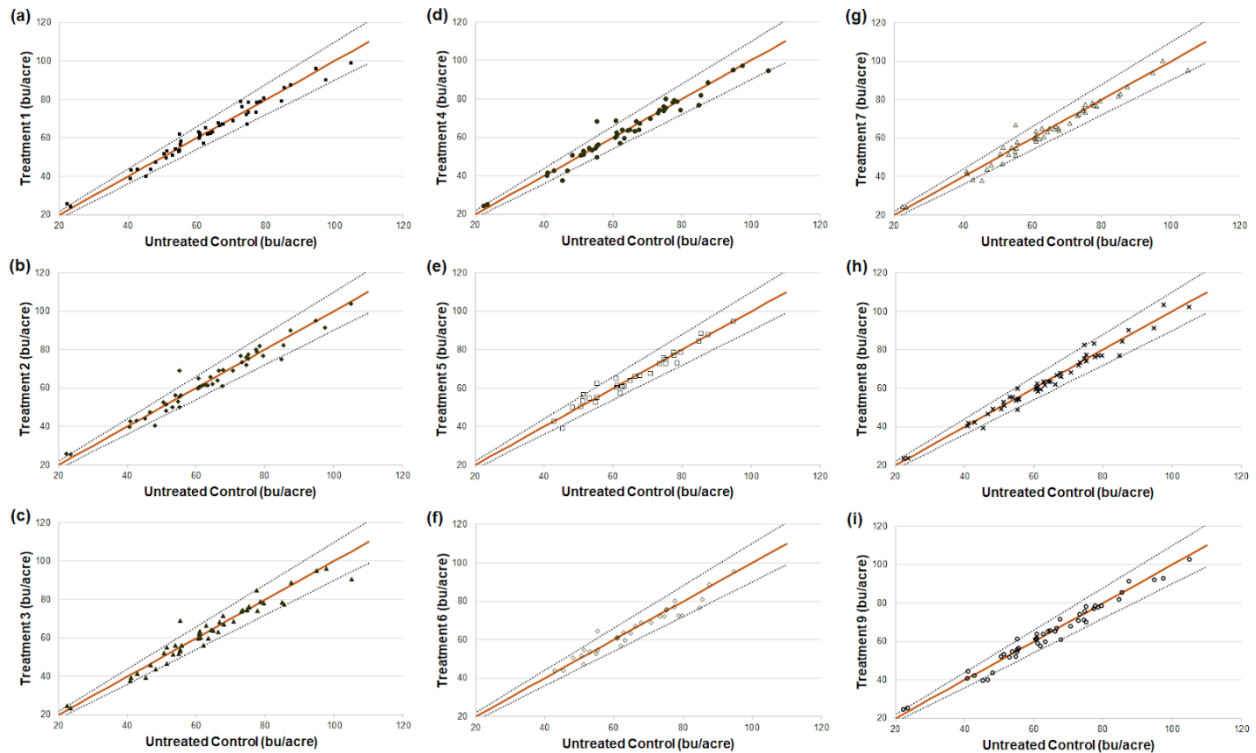 (a)
Treatment 1 (bu/acre)
120
100
80
60
40
20
20 40 60 80 100 120
Untreated Control (bu/acre)
(b)
Treatment 2 (bu/acre)
120
100
80
60
40
20
20 40 60 80 100 120
Untreated Control (bu/acre)
(c)
Treatment 3 (bu/acre)
120
100
80
60
40
20
20 40 60 80 100 120
Untreated Control (bu/acre)
(d)
Treatment 4 (bu/acre)
120
100
80
60
40
20
20 40 60 80 100 120
Untreated Control (bu/acre)
(e)
Treatment 5 (bu/acre)
120
100
80
60
40
20
20 40 60 80 100 120
Untreated Control (bu/acre)
(f)
Treatment 6 (bu/acre)
120
100
80
60
40
20
20 40 60 80 100 120
Untreated Control (bu/acre)
(g)
Treatment 7 (bu/acre)
120
100
80
60
40
20
20 40 60 80 100 120
Untreated Control (bu/acre)
(h)
Treatment 8 (bu/acre)
120
100
80
60
40
20
20 40 60 80 100 120
Untreated Control (bu/acre)
(i)
Treatment 9 (bu/acre)
120
100
80
60
40
20
20 40 60 80 100 120
Untreated Control (bu/acre)